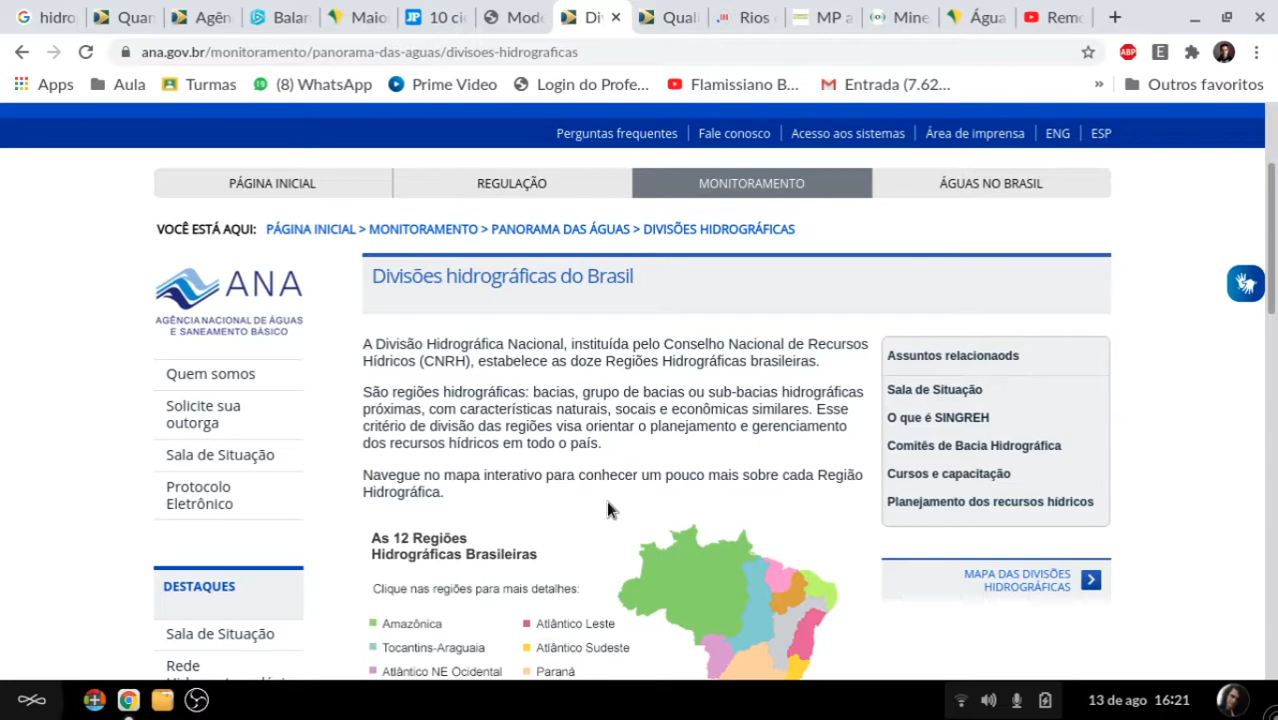 hidro
Quan
Agên
Balan
Maio
10 cie
Mode
Div
Quali
Rios
MP a
Mine
Água
Remo
ana.gov.br/monitoramento/panorama-das-aguas/divisoes-hidrograficas
Apps
Aula
Turmas
(8) WhatsApp
Prime Video
Login do Profe...
Flamissiano B...
Entrada (7.62...
»
Outros favoritos
Perguntas frequentes
Fale conosco
Acesso aos sistemas
Área de imprensa
ENG
ESP
PÁGINA INICIAL
REGULAÇÃO
MONITORAMENTO
ÁGUAS NO BRASIL
VOCÊ ESTÁ AQUI: PÁGINA INICIAL > MONITORAMENTO > PANORAMA DAS ÁGUAS > DIVISÕES HIDROGRÁFICAS
ANA
AGÊNCIA NACIONAL DE ÁGUAS
E SANEAMENTO BÁSICO
Quem somos
Solicite sua
outorga
Sala de Situação
Protocolo
Eletrônico
DESTAQUES
Sala de Situação
Rede
Divisões hidrográficas do Brasil
A Divisão Hidrográfica Nacional, instituída pelo Conselho Nacional de Recursos
Hídricos (CNRH), estabelece as doze Regiões Hidrográficas brasileiras.
São regiões hidrográficas: bacias, grupo de bacias ou sub-bacias hidrográficas
próximas, com características naturais, socais e econômicas similares. Esse
critério de divisão das regiões visa orientar o planejamento e gerenciamento
dos recursos hídricos em todo o país.
Navegue no mapa interativo para conhecer um pouco mais sobre cada Região
Hidrográfica.
As 12 Regiões
Hidrográficas Brasileiras
Clique nas regiões para mais detalhes:
Amazônica
Tocantins-Araguaia
Atlântico NE Ocidental
Atlântico Leste
Atlântico Sudeste
Paraná
Assuntos relacionaods
Sala de Situação
O que é SINGREH
Comitês de Bacia Hidrográfica
Cursos e capacitação
Planejamento dos recursos hídricos
MAPA DAS DIVISÕES
HIDROGRÁFICAS
13 de ago 16:21